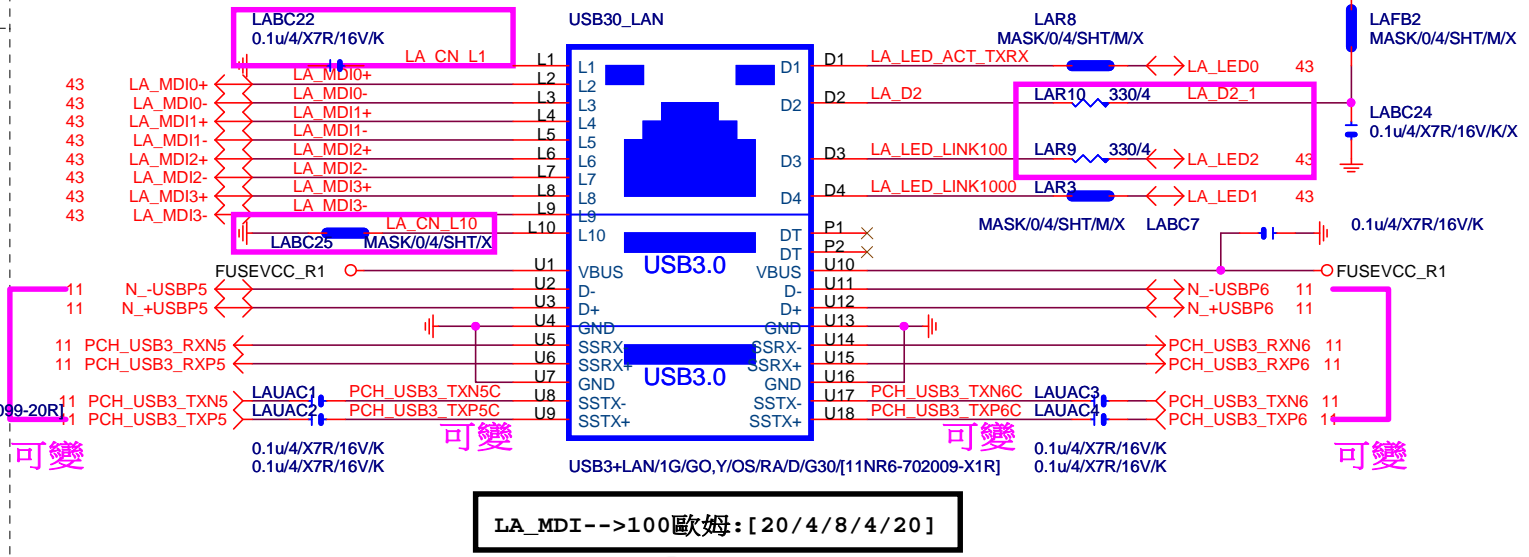 LABC22
0.1u/4/X7R/16V/K
USB30_LAN
LAR8
MASK/0/4/SHT/M/X
LAFB2
MASK/0/4/SHT/M/X
LA_CN_L1 L1 L1
43 LA_MDI0+ LA_MDI0+ L2 L2
43 LA_MDI0- LA_MDI0- L3 L3
43 LA_MDI1+ LA_MDI1+ L4 L4
43 LA_MDI1- LA_MDI1- L5 L5
43 LA_MDI2+ LA_MDI2+ L6 L6
43 LA_MDI2- LA_MDI2- L7 L7
43 LA_MDI3+ LA_MDI3+ L8 L8
43 LA_MDI3- LA_MDI3- L9 L9
LA_CN_L10 L10 L10
LABC25 MASK/0/4/SHT/X
D1 D1 LA_LED_ACT_TXRX LA_LED0 43
D2 D2 LA_D2 LAR10 330/4 LA_D2_1
LABC24
0.1u/4/X7R/16V/K/X
D3 D3 LA_LED_LINK100 LAR9 330/4 LA_LED2 43
D4 D4 LA_LED_LINK1000 LAR3 LA_LED1 43
MASK/0/4/SHT/M/X LABC7 0.1u/4/X7R/16V/K
DT P1
DT P2
USB3.0
FUSEVCC_R1 U1 VBUS
11 N_-USBP5 U2 D-
11 N_+USBP5 U3 D+
U4 GND
11 PCH_USB3_RXN5 U5 SSRX-
11 PCH_USB3_RXP5 U6 SSRX+
U7 GND
11 PCH_USB3_TXN5 LAUAC1 PCH_USB3_TXN5C U8 SSTX-
099-20R]
11 PCH_USB3_TXP5 LAUAC2 PCH_USB3_TXP5C U9 SSTX+
USB3.0
VBUS U10 FUSEVCC_R1
D- U11 N_-USBP6 11
D+ U12 N_+USBP6 11
GND U13
SSRX- U14 PCH_USB3_RXN6 11
SSRX+ U15 PCH_USB3_RXP6 11
GND U16
SSTX- U17 PCH_USB3_TXN6C LAUAC3 PCH_USB3_TXN6 11
SSTX+ U18 PCH_USB3_TXP6C LAUAC4 PCH_USB3_TXP6 11
可變
可變
可變
可變
0.1u/4/X7R/16V/K
0.1u/4/X7R/16V/K
0.1u/4/X7R/16V/K
0.1u/4/X7R/16V/K
USB3+LAN/1G/GO,Y/OS/RA/D/G30/[11NR6-702009-X1R]
LA_MDI-->100歐姆:[20/4/8/4/20]